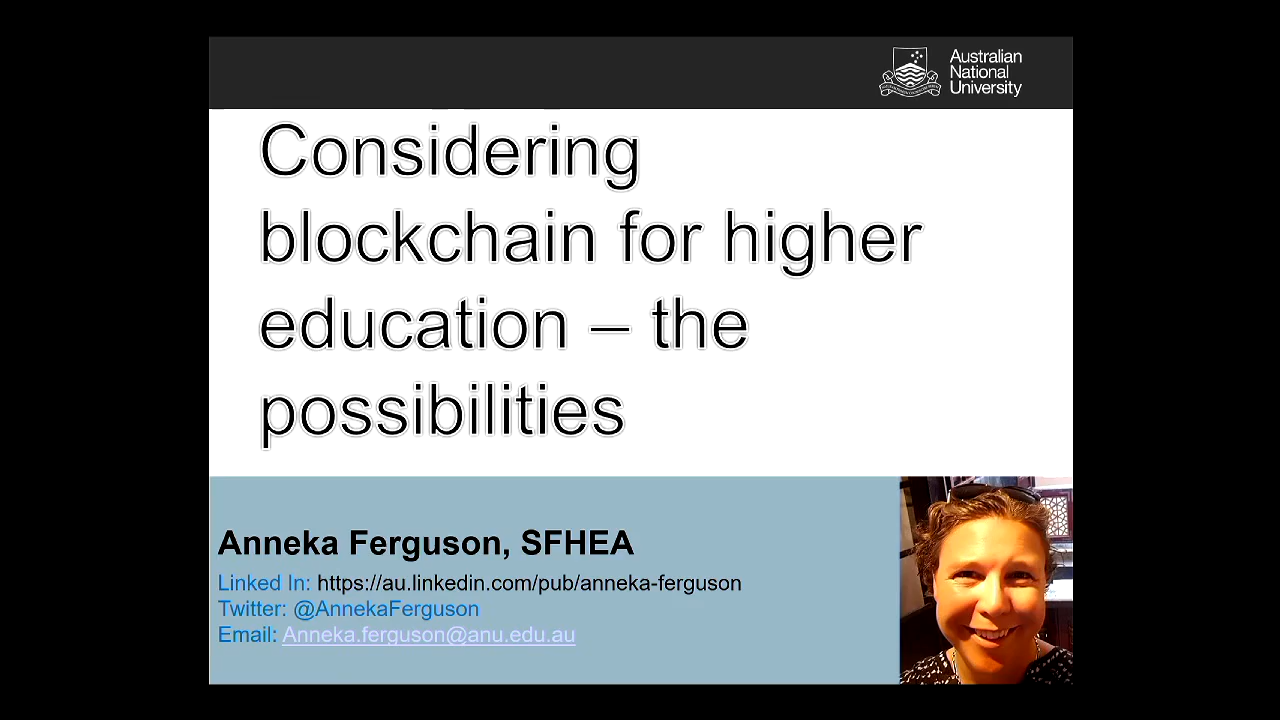 Australian
National
University
Considering
blockchain for higher
education – the
possibilities
Anneka Ferguson, SFHEA
Linked In: https://au.linkedin.com/pub/anneka-ferguson
Twitter: @AnnekaFerguson
Email: Anneka.ferguson@anu.edu.au